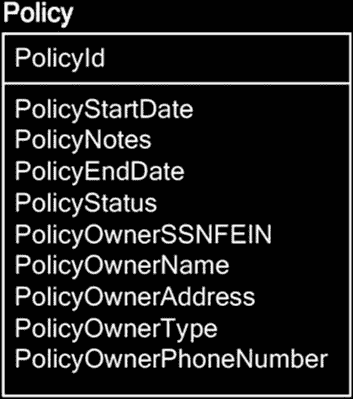 Policy
PolicyId
PolicyStartDate
PolicyNotes
PolicyEndDate
PolicyStatus
PolicyOwnerSSNFEIN
PolicyOwnerName
PolicyOwnerAddress
PolicyOwnerType
PolicyOwnerPhoneNumber